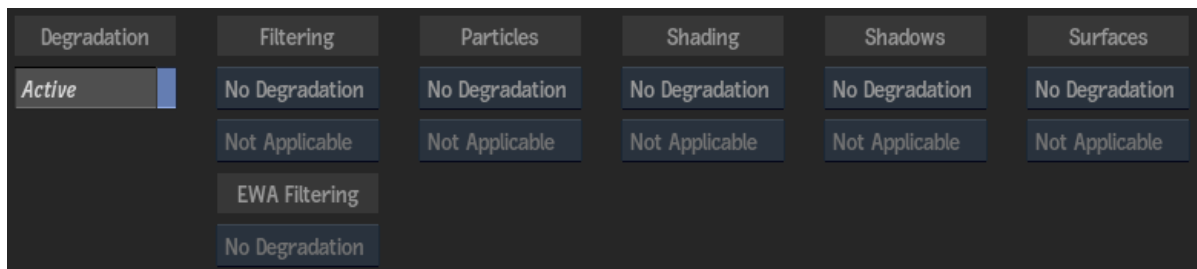 Degradation Filtering Particles Shading Shadows Surfaces
Active No Degradation No Degradation No Degradation No Degradation No Degradation
Not Applicable Not Applicable Not Applicable Not Applicable Not Applicable
EWA Filtering
No Degradation